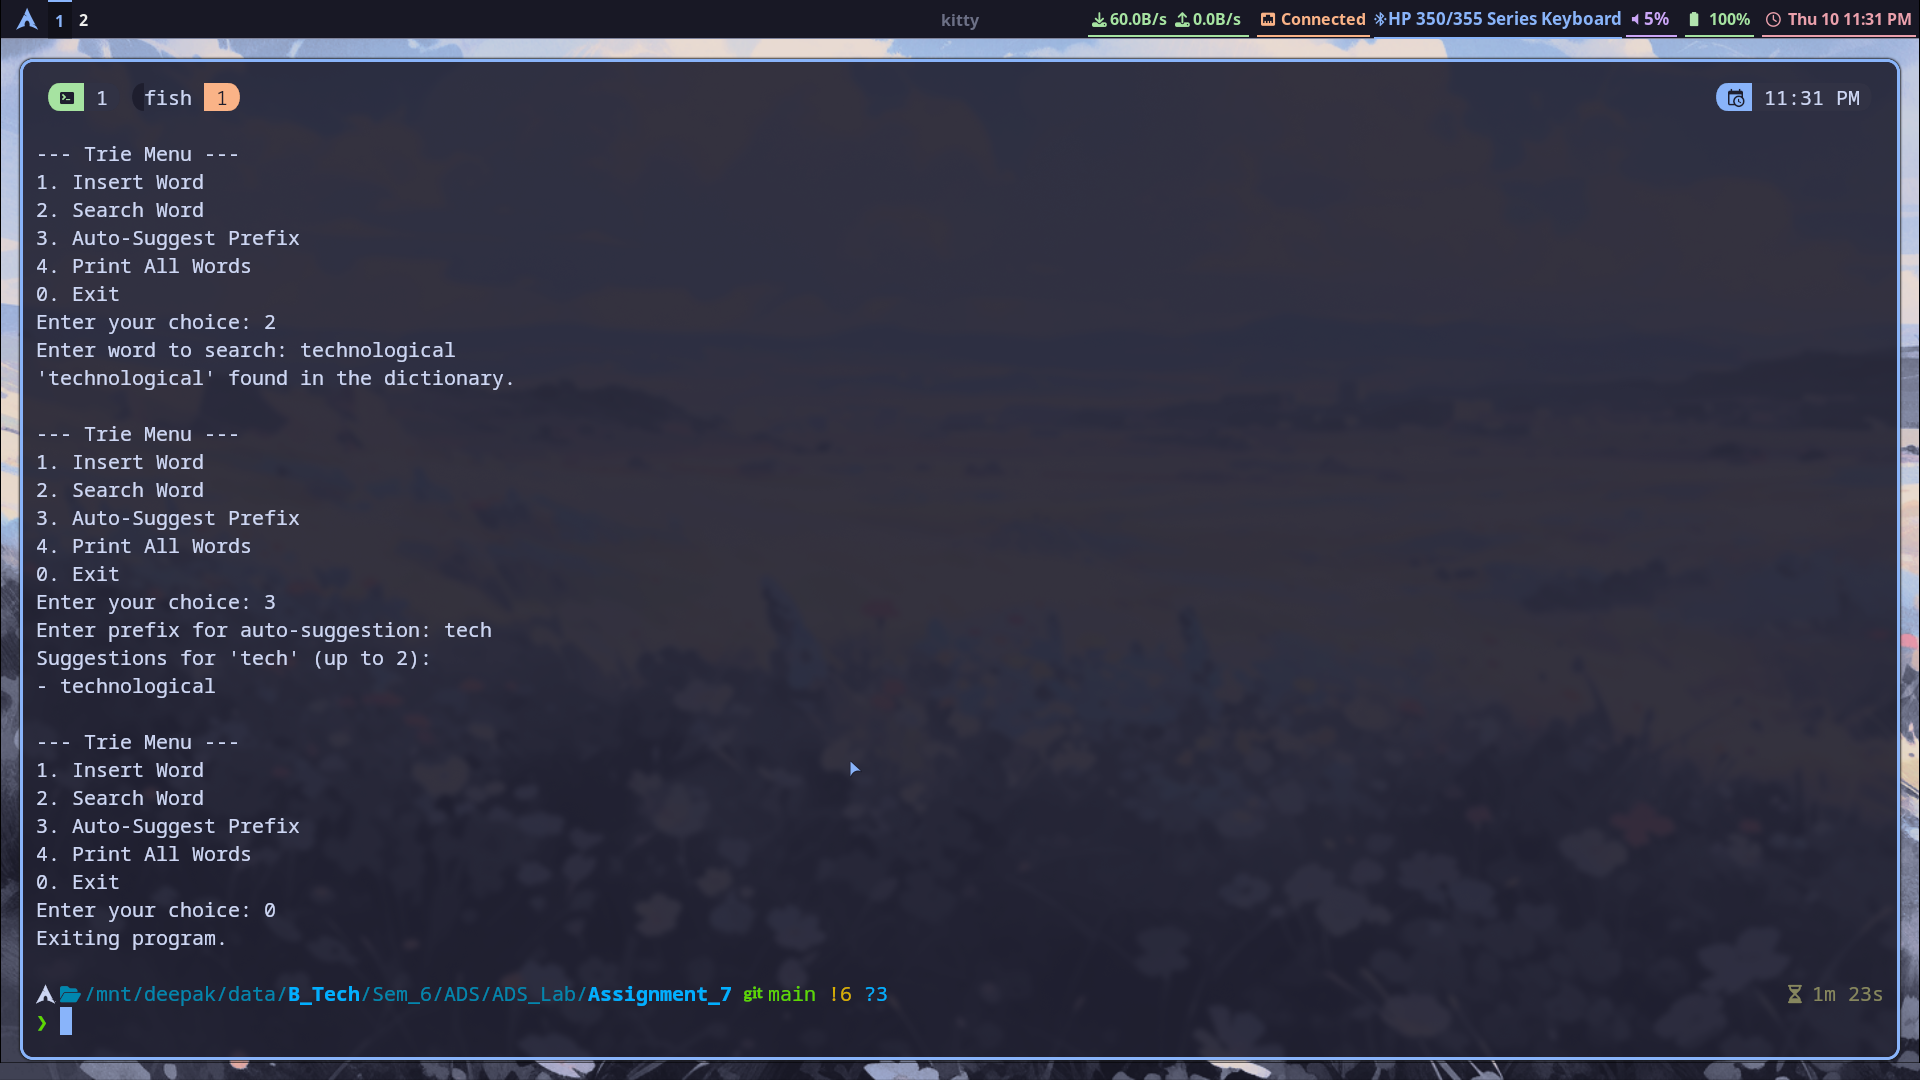 1 2 kitty 60.0B/s 0.0B/s Connected HP 350/355 Series Keyboard 5% 100% Thu 10 11:31 PM
1 fish 1 11:31 PM
--- Trie Menu ---
1. Insert Word
2. Search Word
3. Auto-Suggest Prefix
4. Print All Words
0. Exit
Enter your choice: 2
Enter word to search: technological
'technological' found in the dictionary.
--- Trie Menu ---
1. Insert Word
2. Search Word
3. Auto-Suggest Prefix
4. Print All Words
0. Exit
Enter your choice: 3
Enter prefix for auto-suggestion: tech
Suggestions for 'tech' (up to 2):
- technological
--- Trie Menu ---
1. Insert Word
2. Search Word
3. Auto-Suggest Prefix
4. Print All Words
0. Exit
Enter your choice: 0
Exiting program.
/mnt/deepak/data/B_Tech/Sem_6/ADS/ADS_Lab/Assignment_7 git main !6 ?3 1m 23s
❯